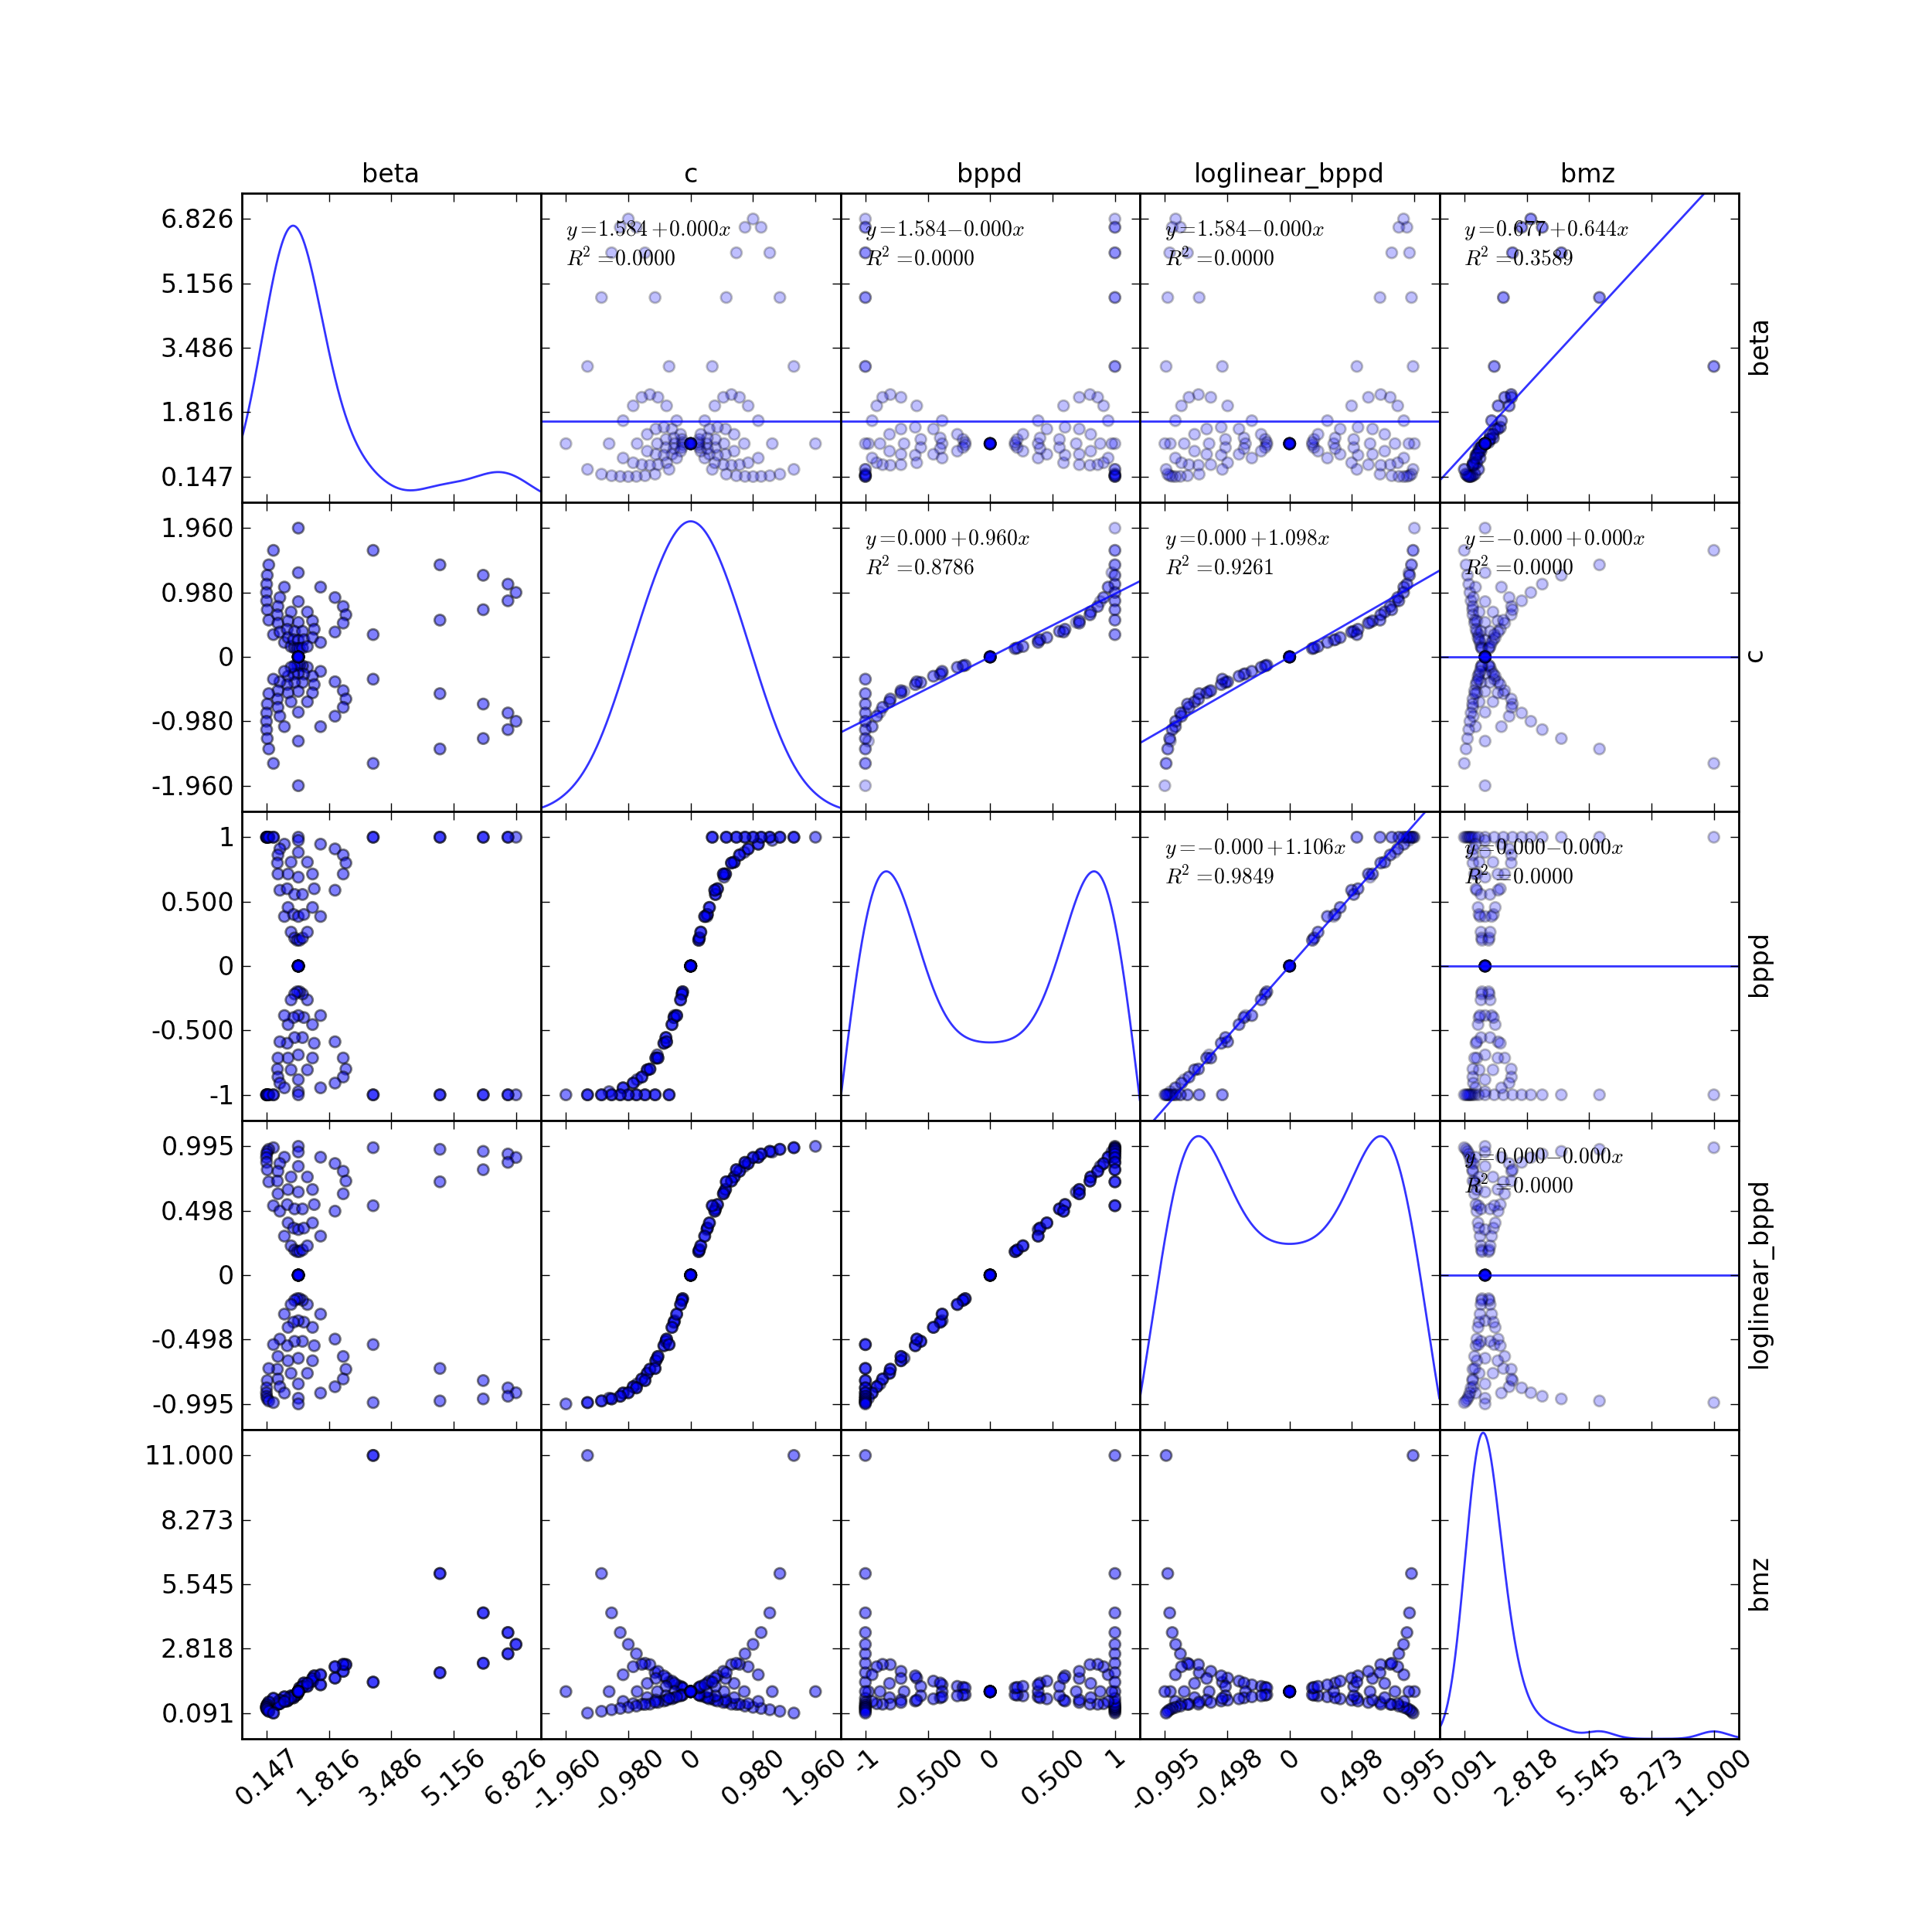 beta c bppd loglinear_bppd bmz
6.826
5.156
3.486
1.816
0.147
y=1.584+0.000x
R² =0.0000
y=1.584−0.000x
R² =0.0000
y=1.584−0.000x
R² =0.0000
y=0.677+0.644x
R² =0.3589
beta
1.960
0.980
0
-0.980
-1.960
y=0.000+0.960x
R² =0.8786
y=0.000+1.098x
R² =0.9261
y=−0.000+0.000x
R² =0.0000
c
1
0.500
0
-0.500
-1
y=−0.000+1.106x
R² =0.9849
y=0.000−0.000x
R² =0.0000
bppd
0.995
0.498
0
-0.498
-0.995
y=0.000−0.000x
R² =0.0000
loglinear_bppd
11.000
8.273
5.545
2.818
0.091
bmz
0.147 1.816 3.486 5.156 6.826 -1.960 -0.980 0 0.980 1.960 -1 -0.500 0 0.500 1 -0.995 -0.498 0 0.498 0.995 0.091 2.818 5.545 8.273 11.000